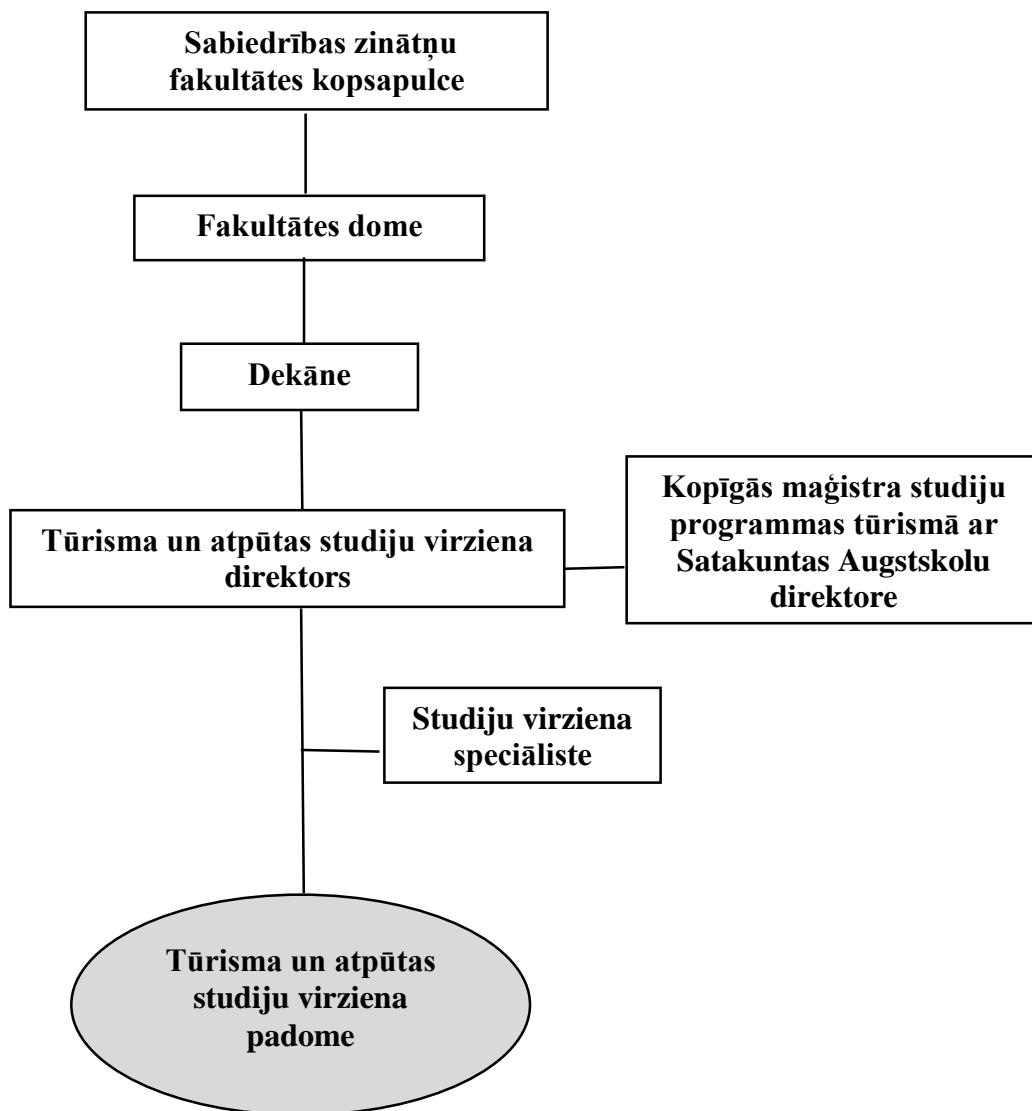 Sabiedrības zinātņu
fakultātes kopsapulce
Fakultātes dome
Dekāne
Tūrisma un atpūtas studiju virziena
direktors
Kopīgās maģistra studiju
programmas tūrismā ar
Satakuntas Augstskolu
direktore
Studiju virziena
speciāliste
Tūrisma un atpūtas
studiju virziena
padome